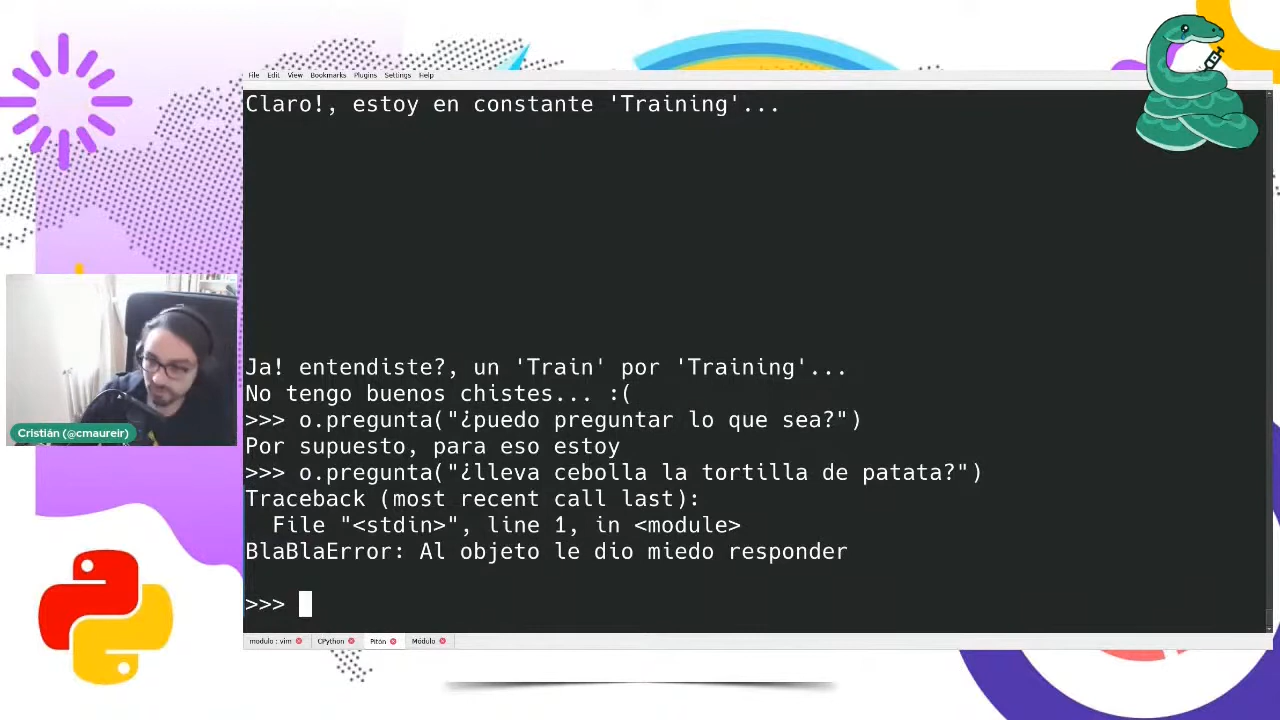 File Edit View Bookmarks Plugins Settings Help
Claro!, estoy en constante 'Training'...
Ja! entendiste?, un 'Train' por 'Training'...
No tengo buenos chistes... :(
>>> o.pregunta("¿puedo preguntar lo que sea?")
Por supuesto, para eso estoy
>>> o.pregunta("¿lleva cebolla la tortilla de patata?")
Traceback (most recent call last):
File "<stdin>", line 1, in <module>
BlaBlaError: Al objeto le dio miedo responder
>>>
Cristián (@cmaureir)
modulo : vim CPython Pitón Módulo